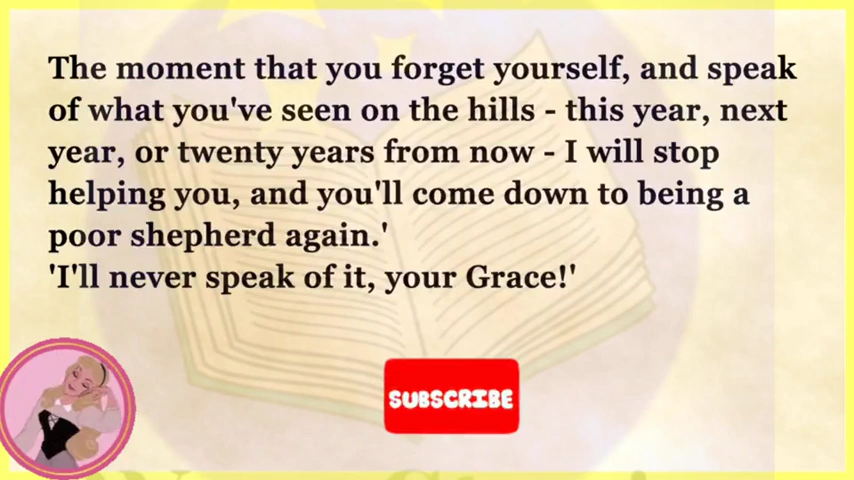 The moment that you forget yourself, and speak
of what you've seen on the hills - this year, next
year, or twenty years from now - I will stop
helping you, and you'll come down to being a
poor shepherd again.'
'I'll never speak of it, your Grace!'
SUBSCRIBE